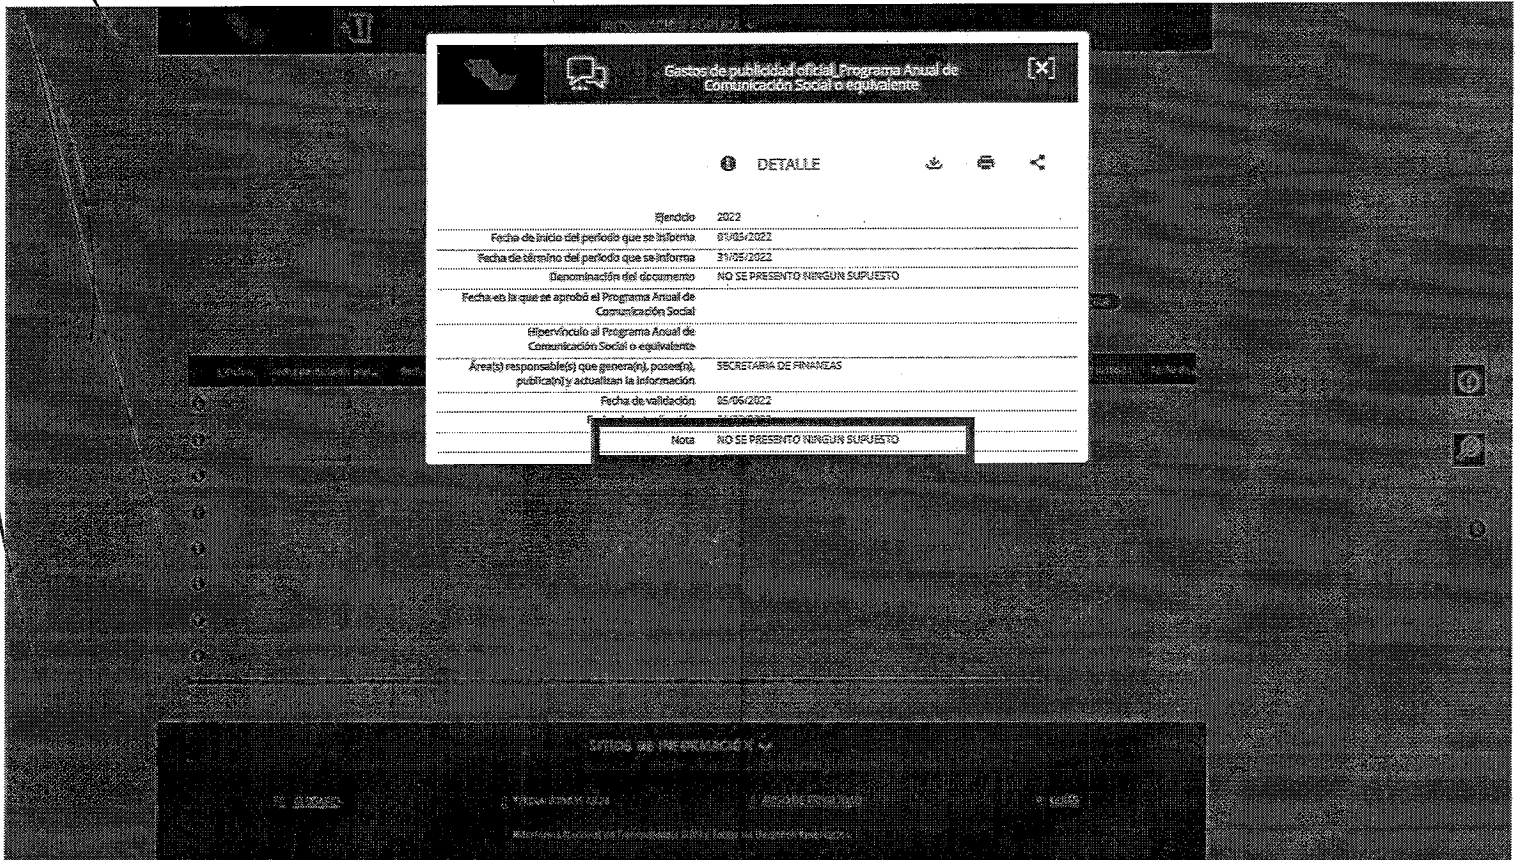 Gastos de publicidad oficial_Programa Anual de
Comunicación Social o equivalente
[×]
DETALLE
Ejercicio 2022
Fecha de inicio del periodo que se informa 01/05/2022
Fecha de término del periodo que se informa 31/05/2022
Denominación del documento NO SE PRESENTO NINGUN SUPUESTO
Fecha en la que se aprobó el Programa Anual de
Comunicación Social
Hipervínculo al Programa Anual de
Comunicación Social o equivalente
Área(s) responsable(s) que genera(n), posee(n), SECRETARIA DE FINANZAS
publica(n) y actualizan la información
Fecha de validación 05/06/2022
Nota NO SE PRESENTO NINGUN SUPUESTO
SITIOS DE INFORMACIÓN